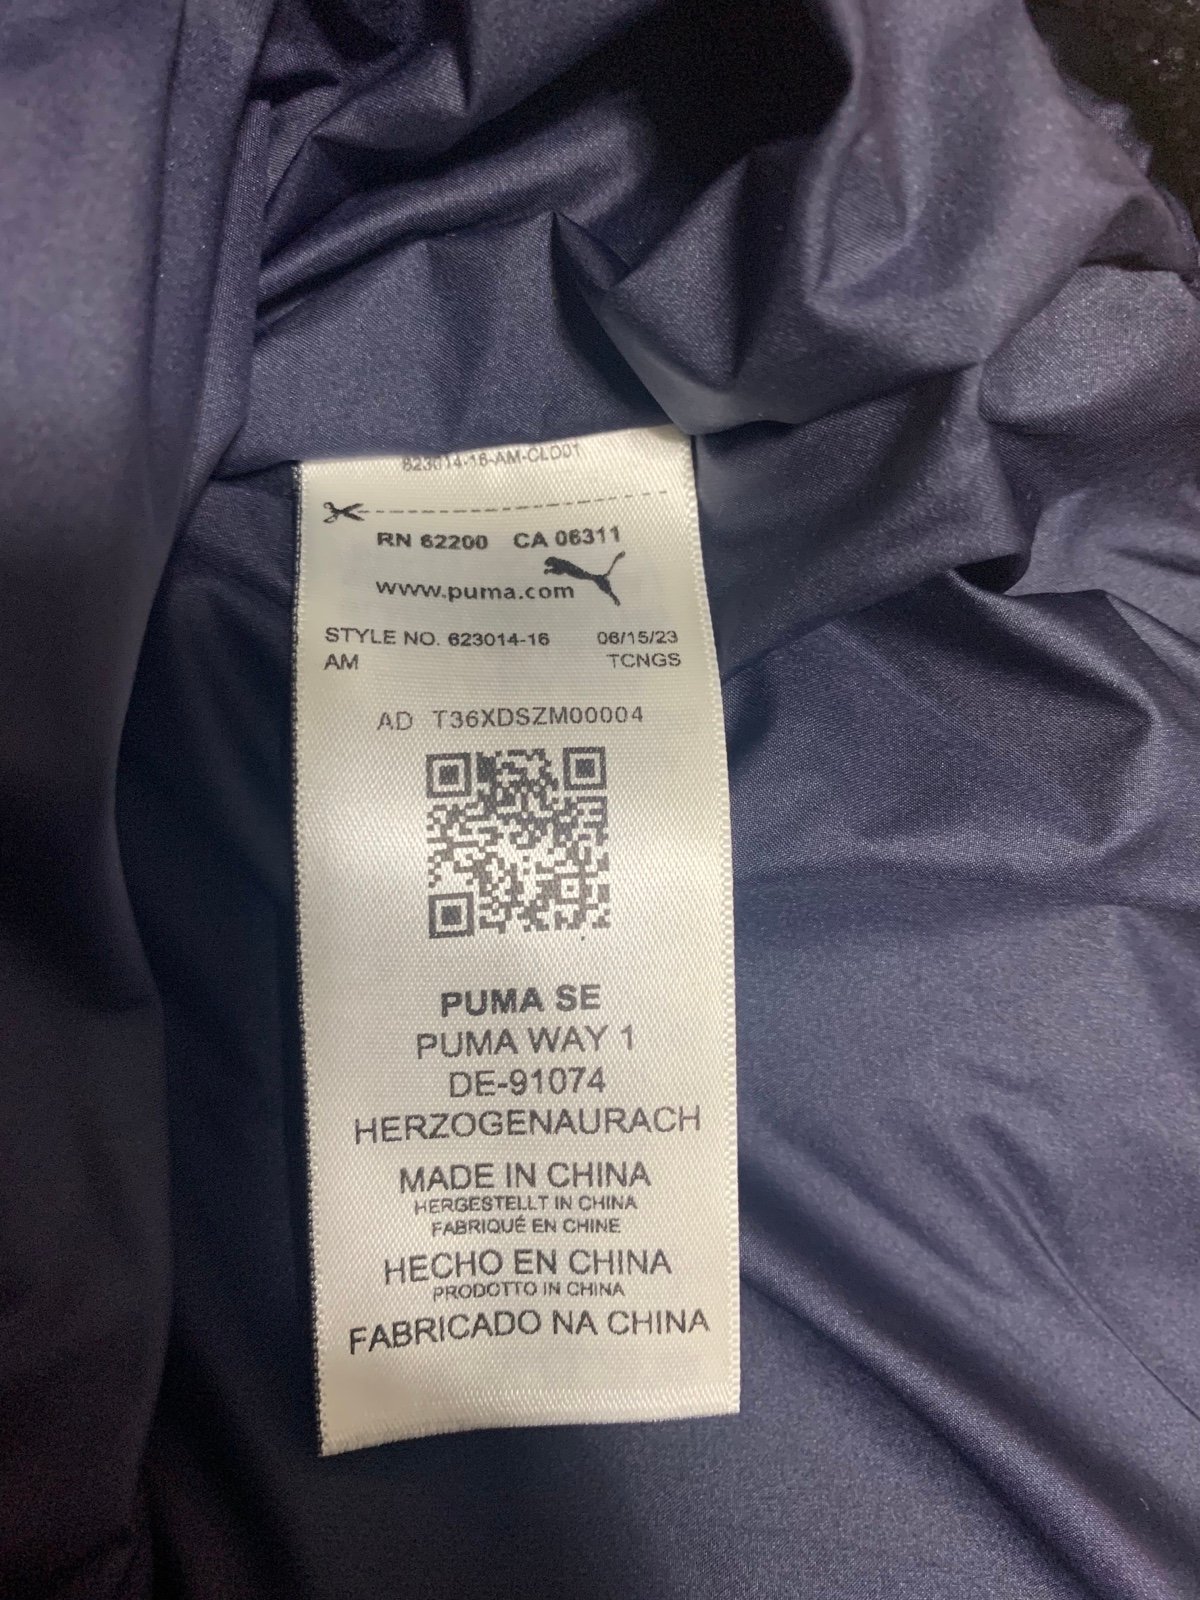 623014-16-AM-CLD01
RN 62200 CA 06311
www.puma.com
STYLE NO. 623014-16 06/15/23
AM TCNGS
AD T36XDSZM00004
PUMA SE
PUMA WAY 1
DE-91074
HERZOGENAURACH
MADE IN CHINA
HERGESTELLT IN CHINA
FABRIQUÉ EN CHINE
HECHO EN CHINA
PRODOTTO IN CHINA
FABRICADO NA CHINA